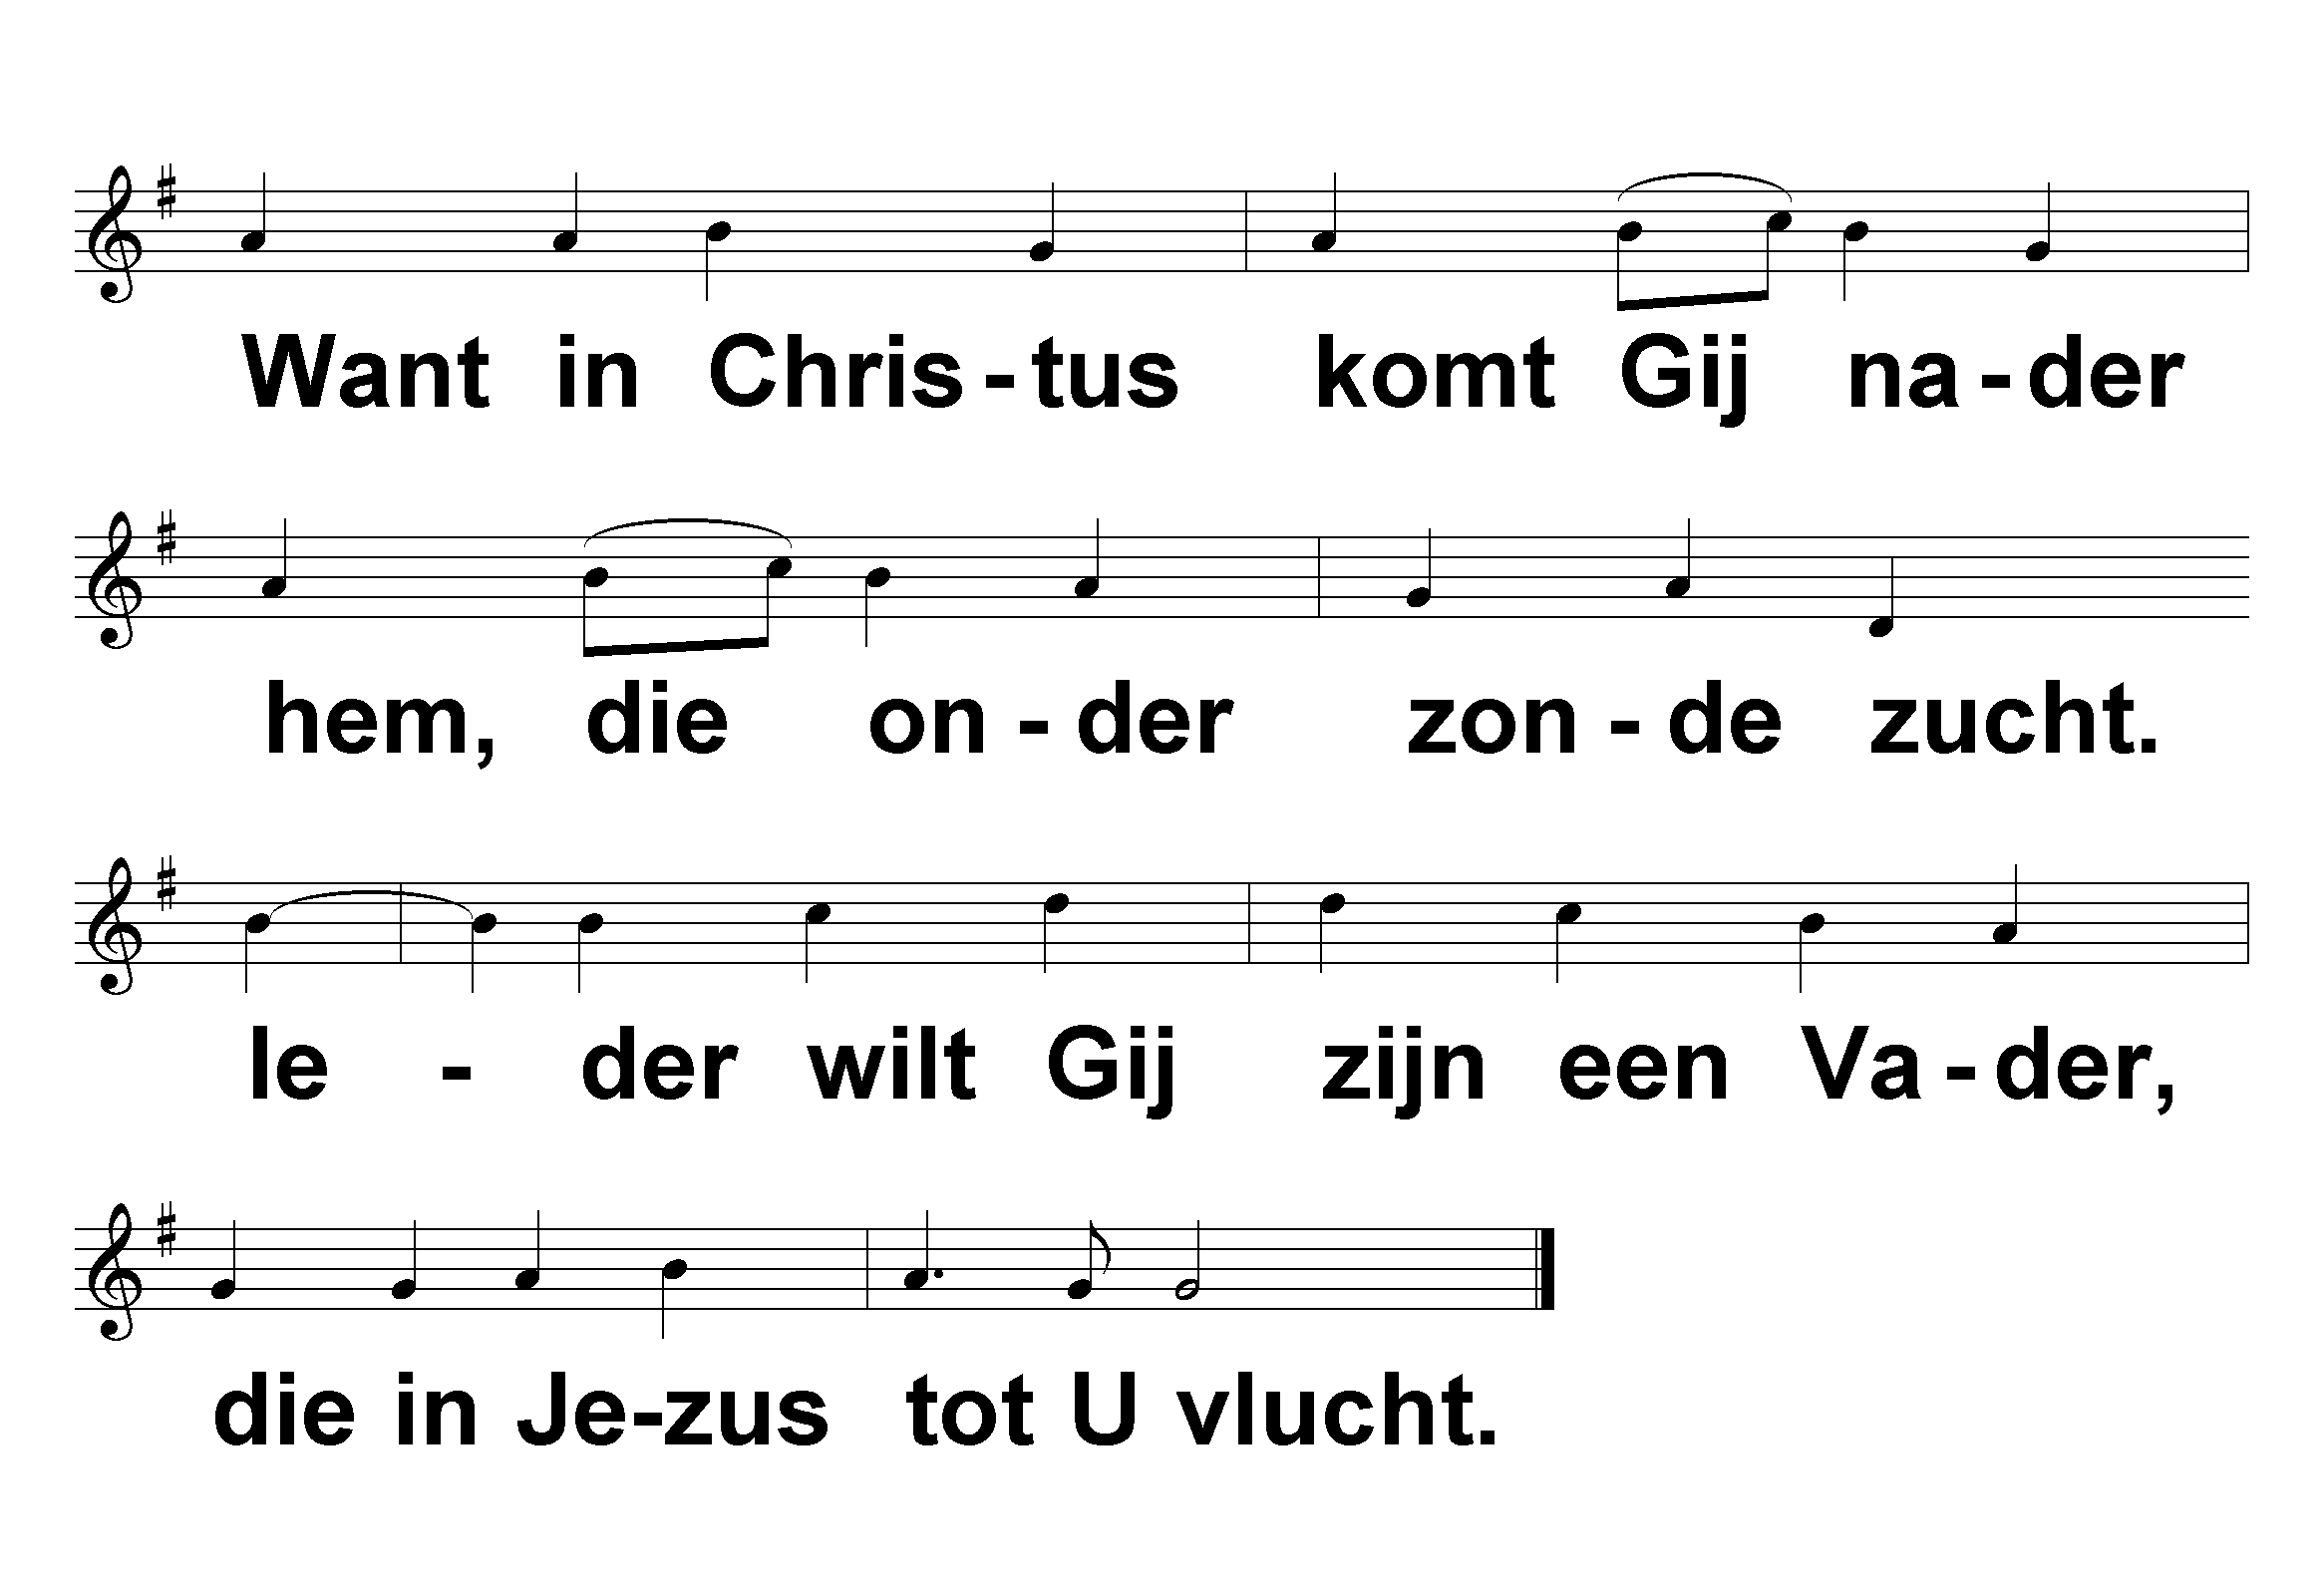 Want in Chris-tus komt Gij na-der
hem, die on-der zon-de zucht.
Ie-der wilt Gij zijn een Va-der,
die in Je-zus tot U vlucht.